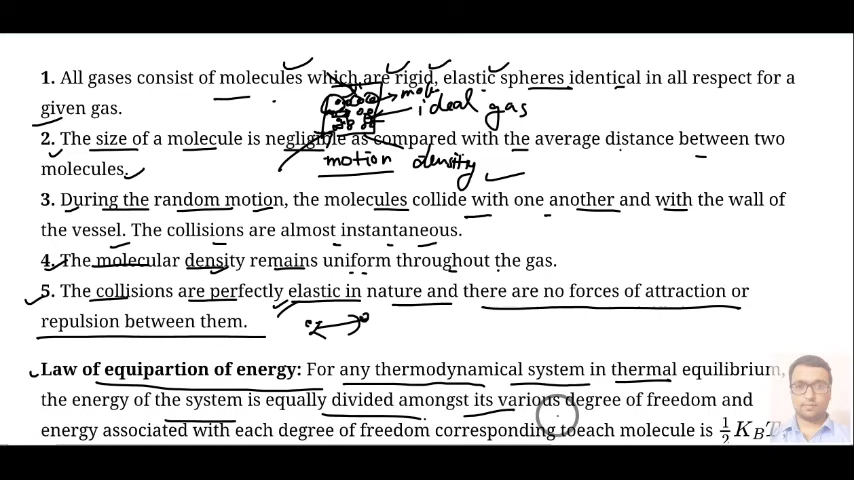 1. All gases consist of molecules which are rigid, elastic spheres identical in all respect for a
given gas.
ideal gas
2. The size of a molecule is negligible as compared with the average distance between two
molecules.
motion density
3. During the random motion, the molecules collide with one another and with the wall of
the vessel. The collisions are almost instantaneous.
4. The molecular density remains uniform throughout the gas.
5. The collisions are perfectly elastic in nature and there are no forces of attraction or
repulsion between them.
Law of equipartion of energy: For any thermodynamical system in thermal equilibrium,
the energy of the system is equally divided amongst its various degree of freedom and
energy associated with each degree of freedom corresponding toeach molecule is ½ K_BT,